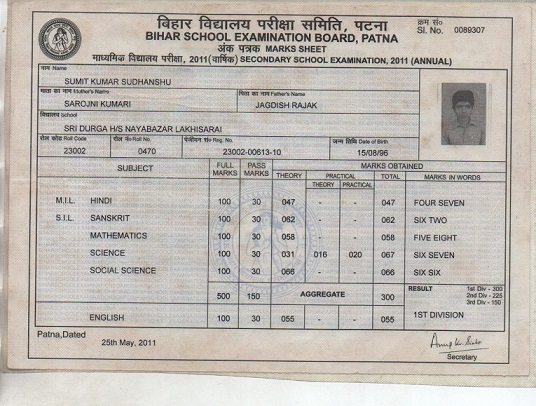 बिहार विद्यालय परीक्षा समिति, पटना
BIHAR SCHOOL EXAMINATION BOARD, PATNA
क्रम सं०
Sl. No. 0089307
अंक पत्रक MARKS SHEET
माध्यमिक विद्यालय परीक्षा, 2011 (वार्षिक) SECONDARY SCHOOL EXAMINATION, 2011 (ANNUAL)
नाम Name
SUMIT KUMAR SUDHANSHU
माता का नाम Mother's Name
SAROJNI KUMARI
पिता का नाम Father's Name
JAGDISH RAJAK
विद्यालय School
SRI DURGA H/S NAYABAZAR LAKHISARAI
रोल कोड Roll Code
23002
रोल नं० Roll No.
0470
पंजीयन सं० Reg. No.
23002-00613-10
जन्म तिथि Date of Birth
15/08/96
SUBJECT FULL MARKS PASS MARKS MARKS OBTAINED
THEORY PRACTICAL TOTAL MARKS IN WORDS
THEORY PRACTICAL
M.I.L. HINDI 100 30 047 - - 047 FOUR SEVEN
S.I.L. SANSKRIT 100 30 062 - - 062 SIX TWO
MATHEMATICS 100 30 058 - - 058 FIVE EIGHT
SCIENCE 100 30 031 016 020 067 SIX SEVEN
SOCIAL SCIENCE 100 30 066 - - 066 SIX SIX
500 150 AGGREGATE 300
RESULT 1st Div - 300
2nd Div - 225
3rd Div - 150
1ST DIVISION
ENGLISH 100 30 055 - - 055
Patna,Dated
25th May, 2011
Secretary